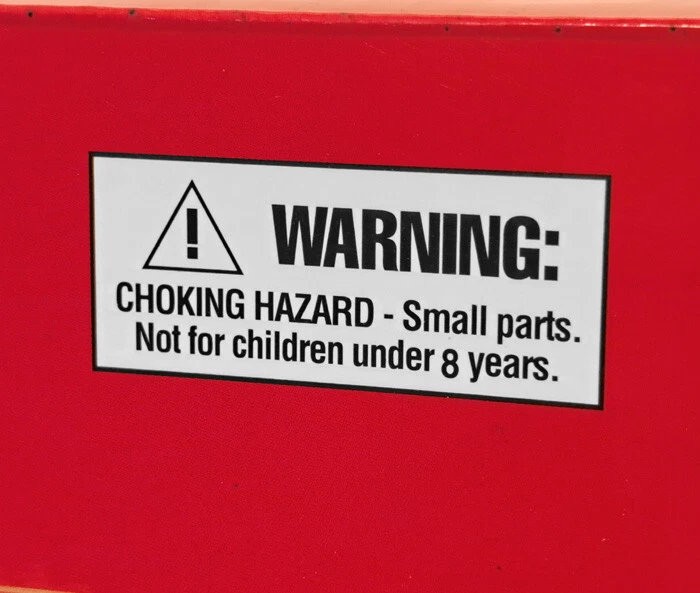 WARNING:
CHOKING HAZARD - Small parts.
Not for children under 8 years.